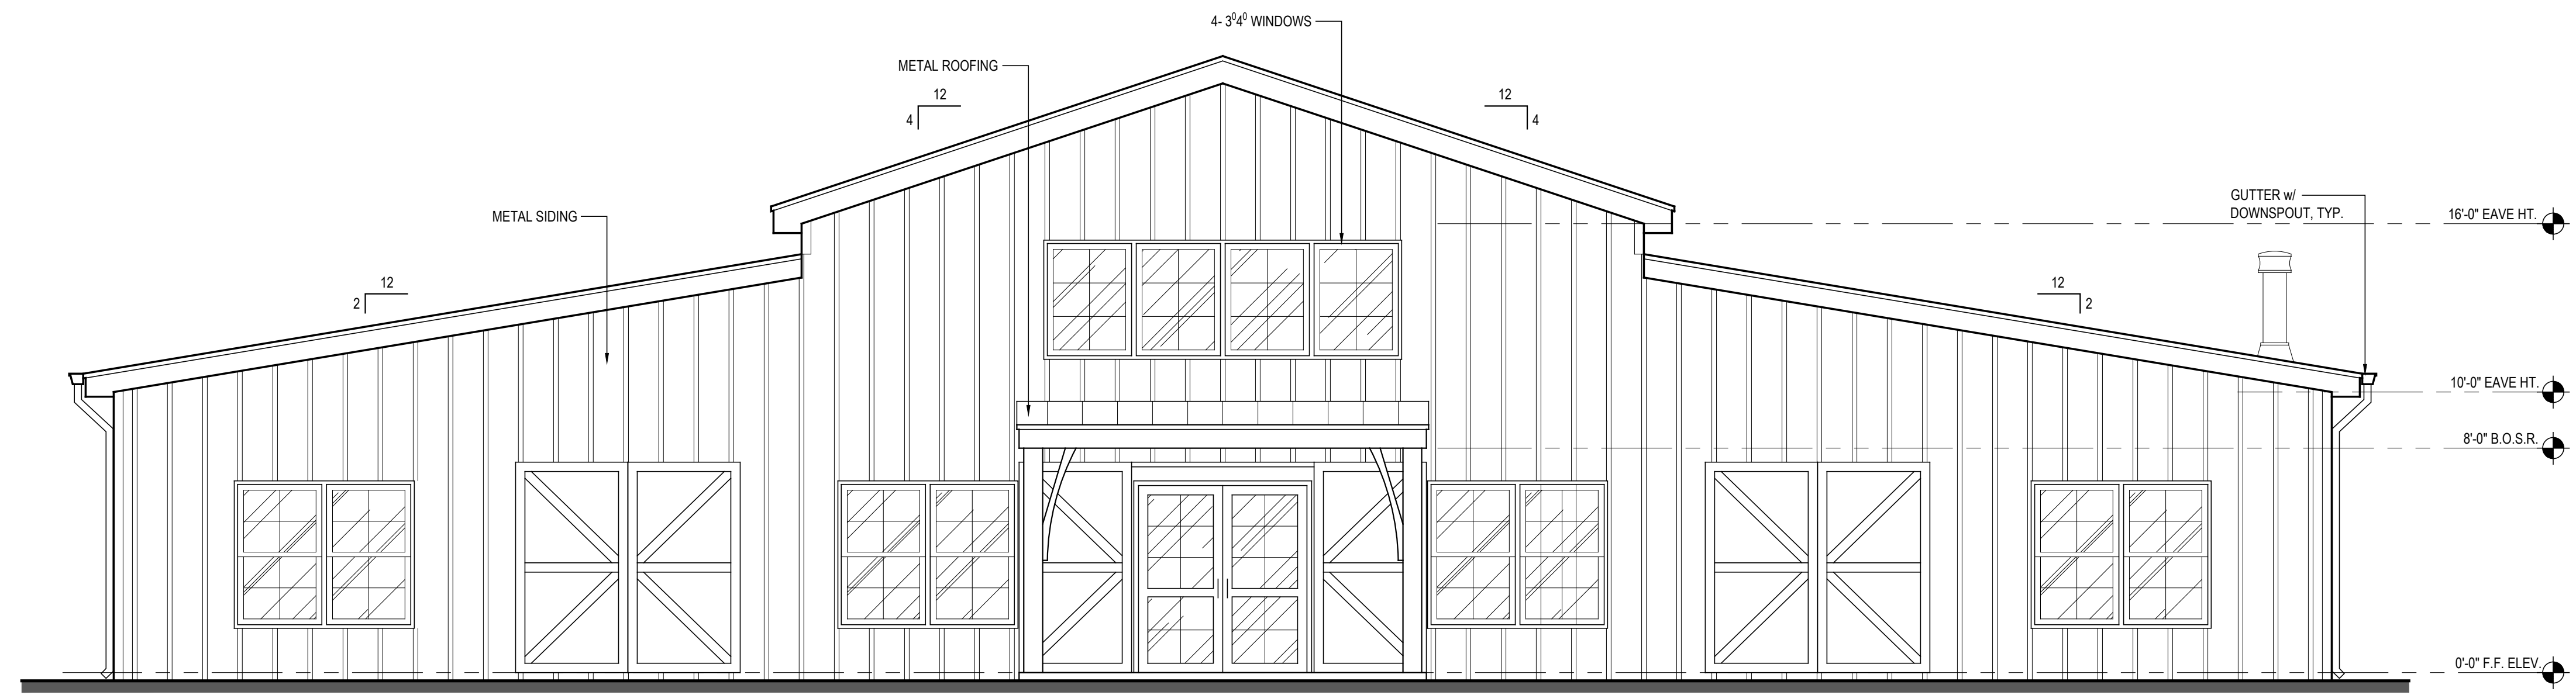 4- 3⁰4⁰ WINDOWS
METAL ROOFING
12
4
12
4
GUTTER w/
DOWNSPOUT, TYP.
16'-0" EAVE HT.
METAL SIDING
12
2
12
2
10'-0" EAVE HT.
8'-0" B.O.S.R.
0'-0" F.F. ELEV.